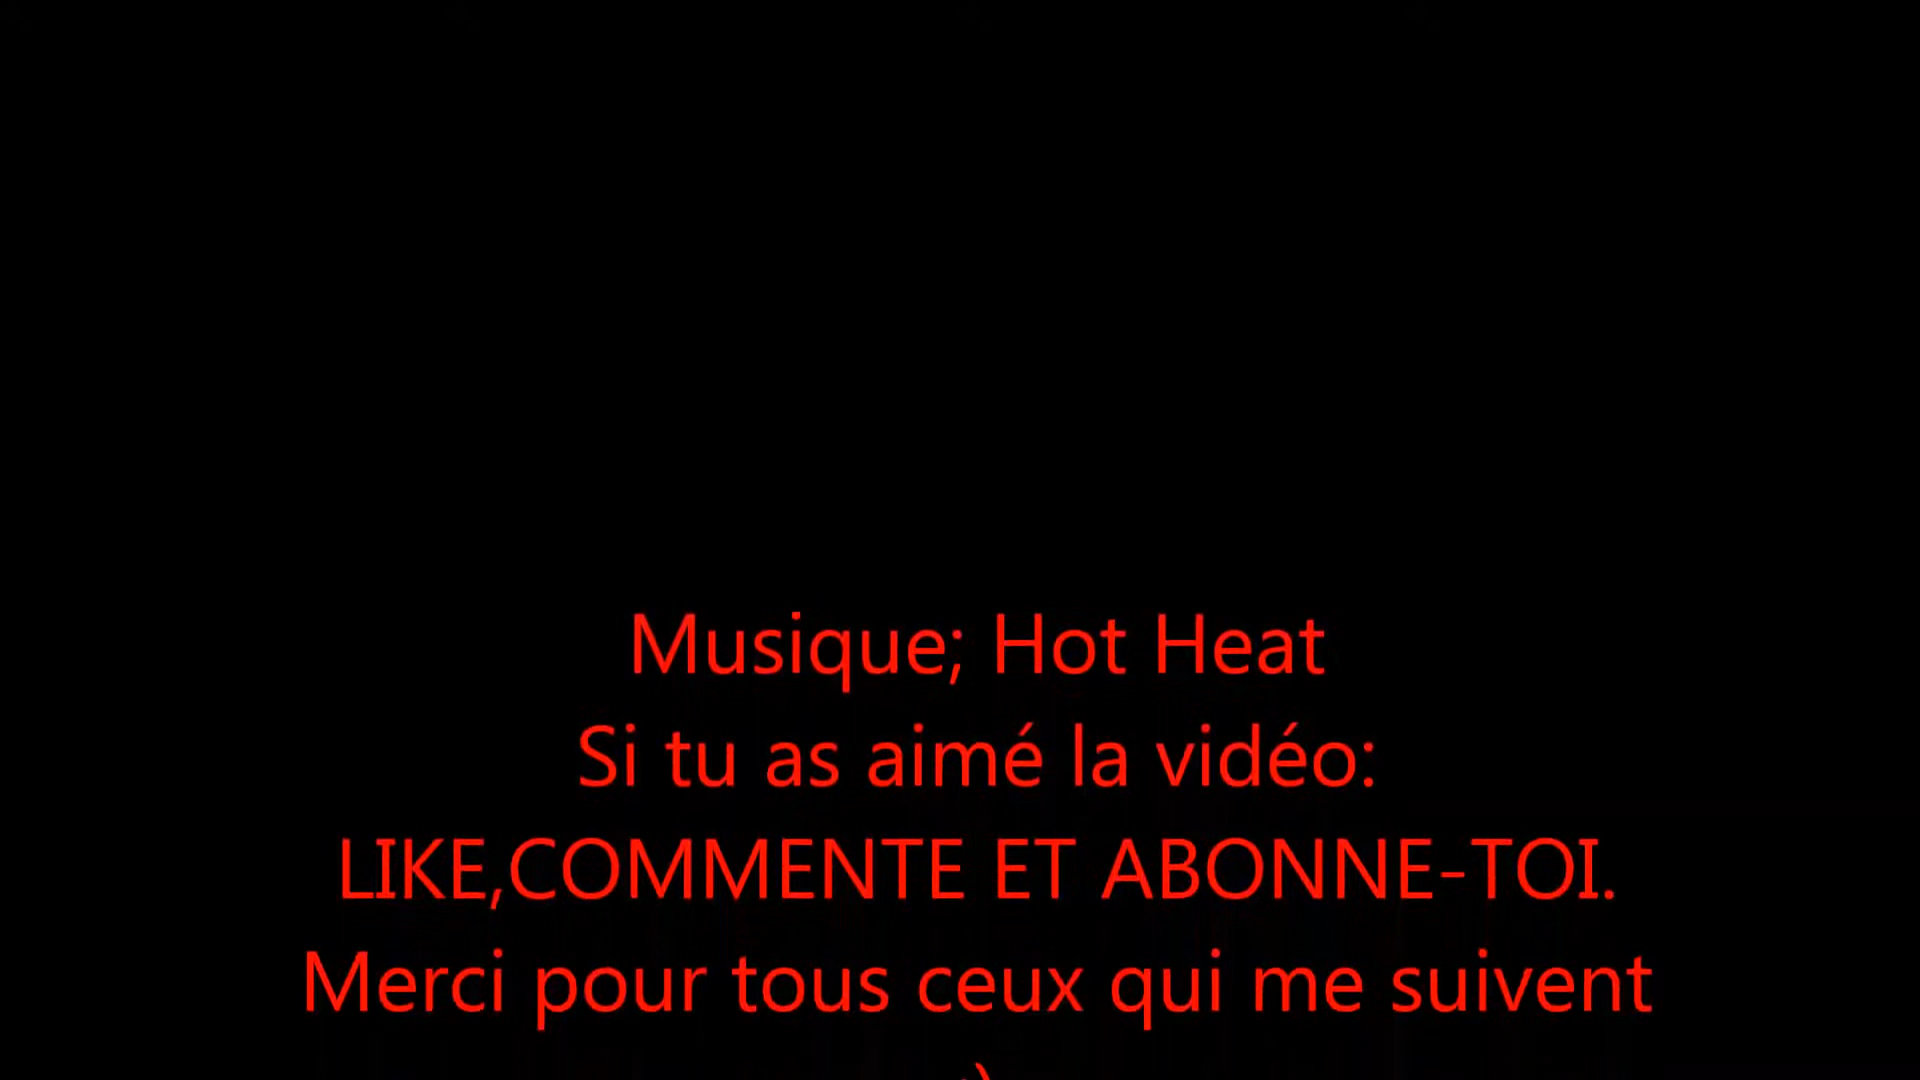 Musique; Hot Heat
Si tu as aimé la vidéo:
LIKE,COMMENTE ET ABONNE-TOI.
Merci pour tous ceux qui me suivent